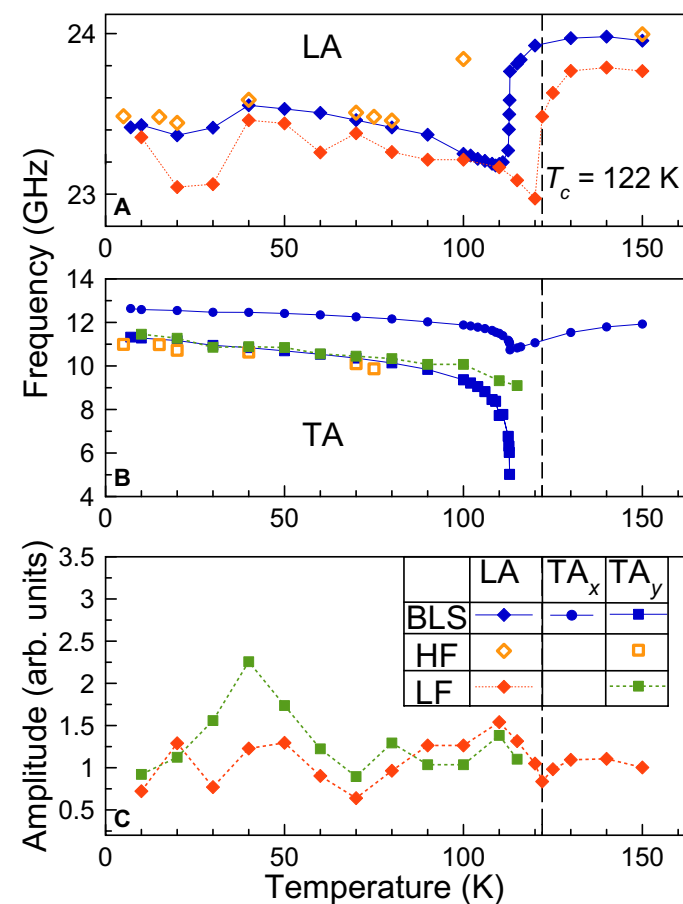 Frequency (GHz)
24
23
LA
A
T_c = 122 K
0 50 100 150
14
12
10
8
6
4
TA
B
0 50 100 150
Amplitude (arb. units)
3.5
3
2.5
2
1.5
1
0.5
LA TA_x TA_y
BLS
HF
LF
C
0 50 100 150
Temperature (K)